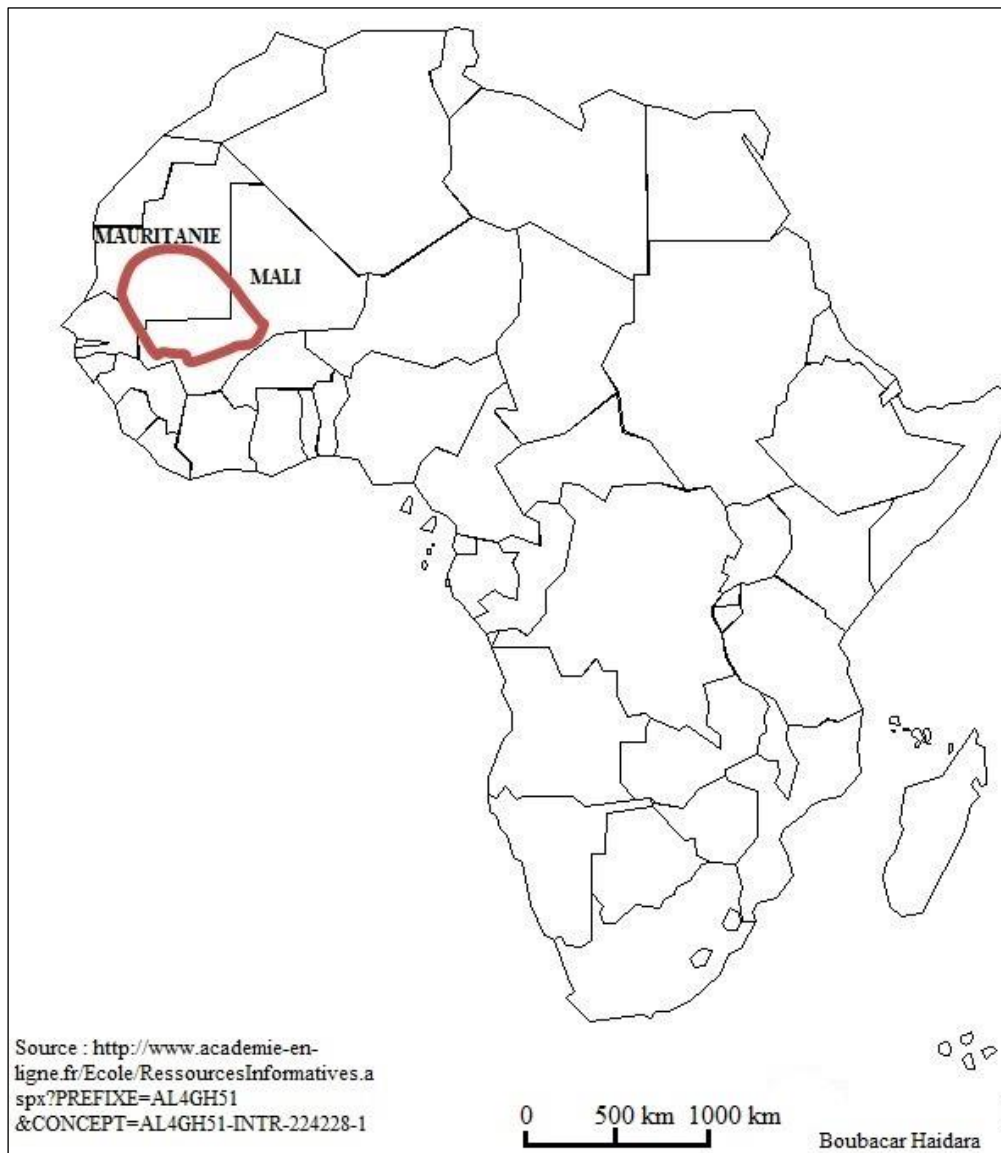 MAURITANIE
MALI
Source : http://www.academie-en-
ligne.fr/Ecole/RessourcesInformatives.a
spx?PREFIXE=AL4GH51
&CONCEPT=AL4GH51-INTR-224228-1
0 500 km 1000 km
Boubacar Haidara